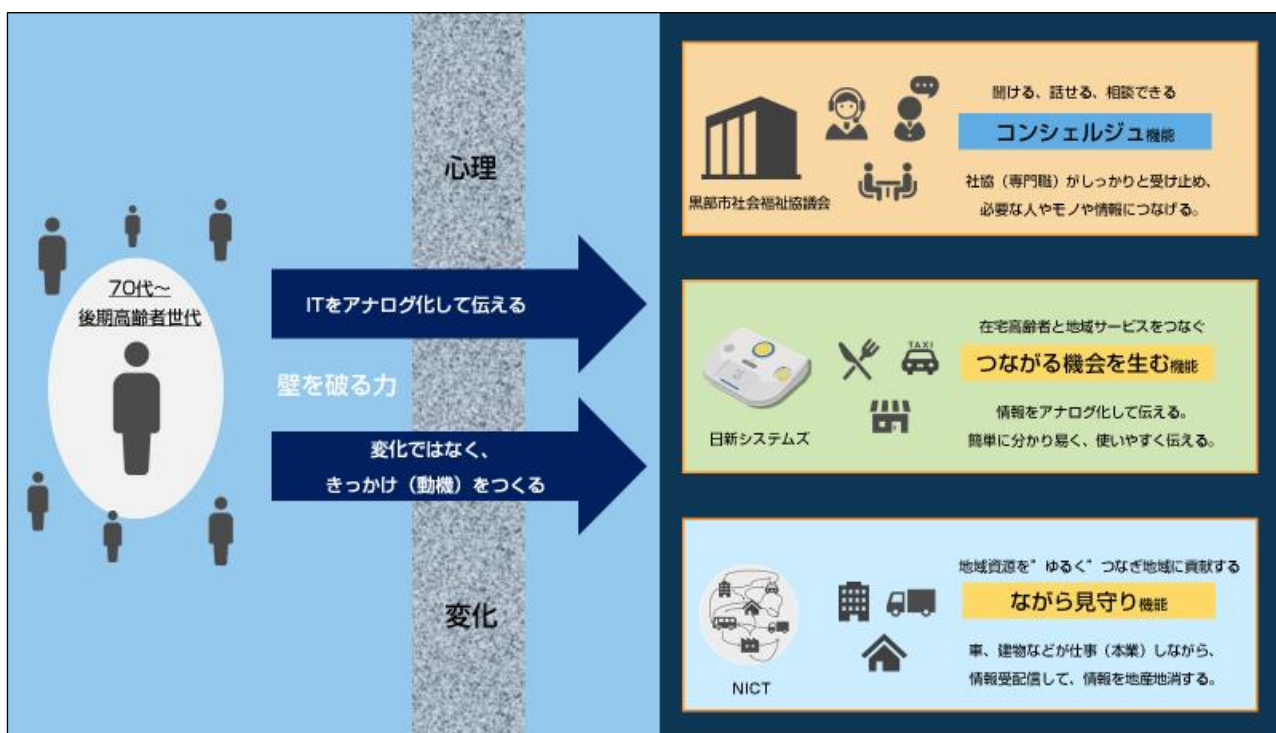 70代~
後期高齢者世代
心理
ITをアナログ化して伝える
壁を破る力
変化ではなく、
きっかけ(動機)をつくる
変化
黒部市社会福祉協議会
聞ける、話せる、相談できる
コンシェルジュ機能
社協(専門職)がしっかりと受け止め、
必要な人やモノや情報につなげる。
日新システムズ
TAXI
在宅高齢者と地域サービスをつなぐ
つながる機会を生む機能
情報をアナログ化して伝える。
簡単に分かり易く、使いやすく伝える。
NICT
地域資源を”ゆるく”つなぎ地域に貢献する
ながら見守り機能
車、建物などが仕事(本業)しながら、
情報受配信して、情報を地産地消する。